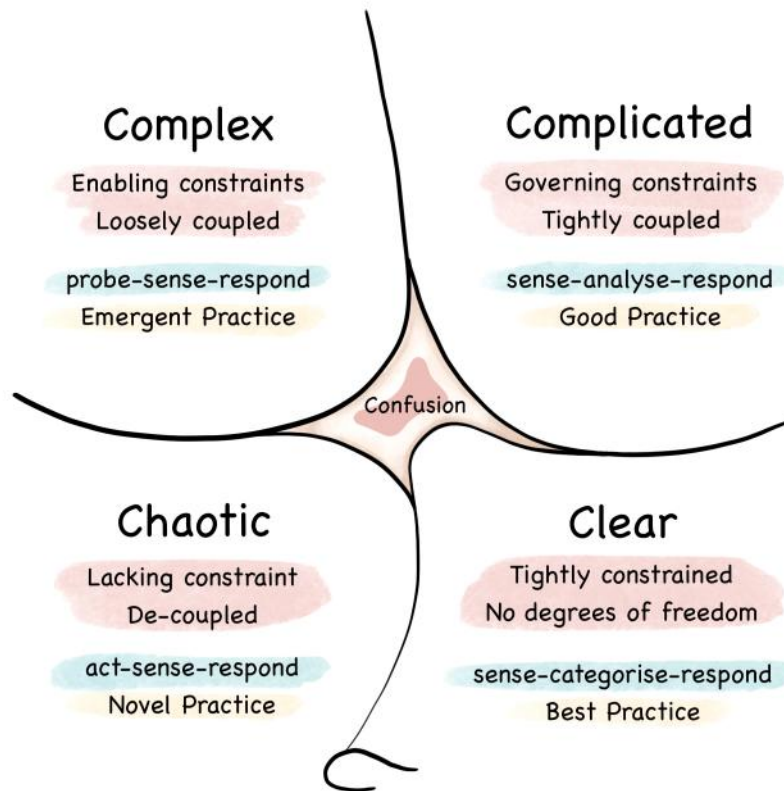 Complex
Enabling constraints
Loosely coupled
probe-sense-respond
Emergent Practice
Complicated
Governing constraints
Tightly coupled
sense-analyse-respond
Good Practice
Confusion
Chaotic
Lacking constraint
De-coupled
act-sense-respond
Novel Practice
Clear
Tightly constrained
No degrees of freedom
sense-categorise-respond
Best Practice